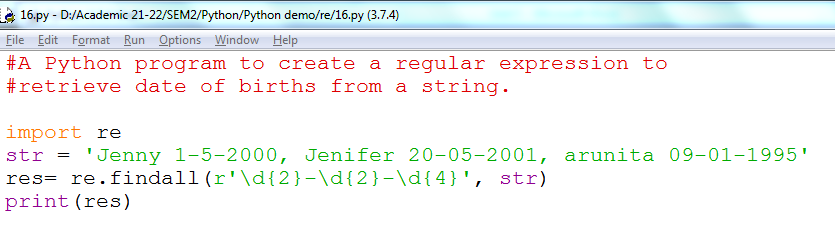 16.py - D:/Academic 21-22/SEM2/Python/Python demo/re/16.py (3.7.4)
File Edit Format Run Options Window Help
#A Python program to create a regular expression to
#retrieve date of births from a string.
import re
str = 'Jenny 1-5-2000, Jenifer 20-05-2001, arunita 09-01-1995'
res= re.findall(r'\d{2}-\d{2}-\d{4}', str)
print(res)